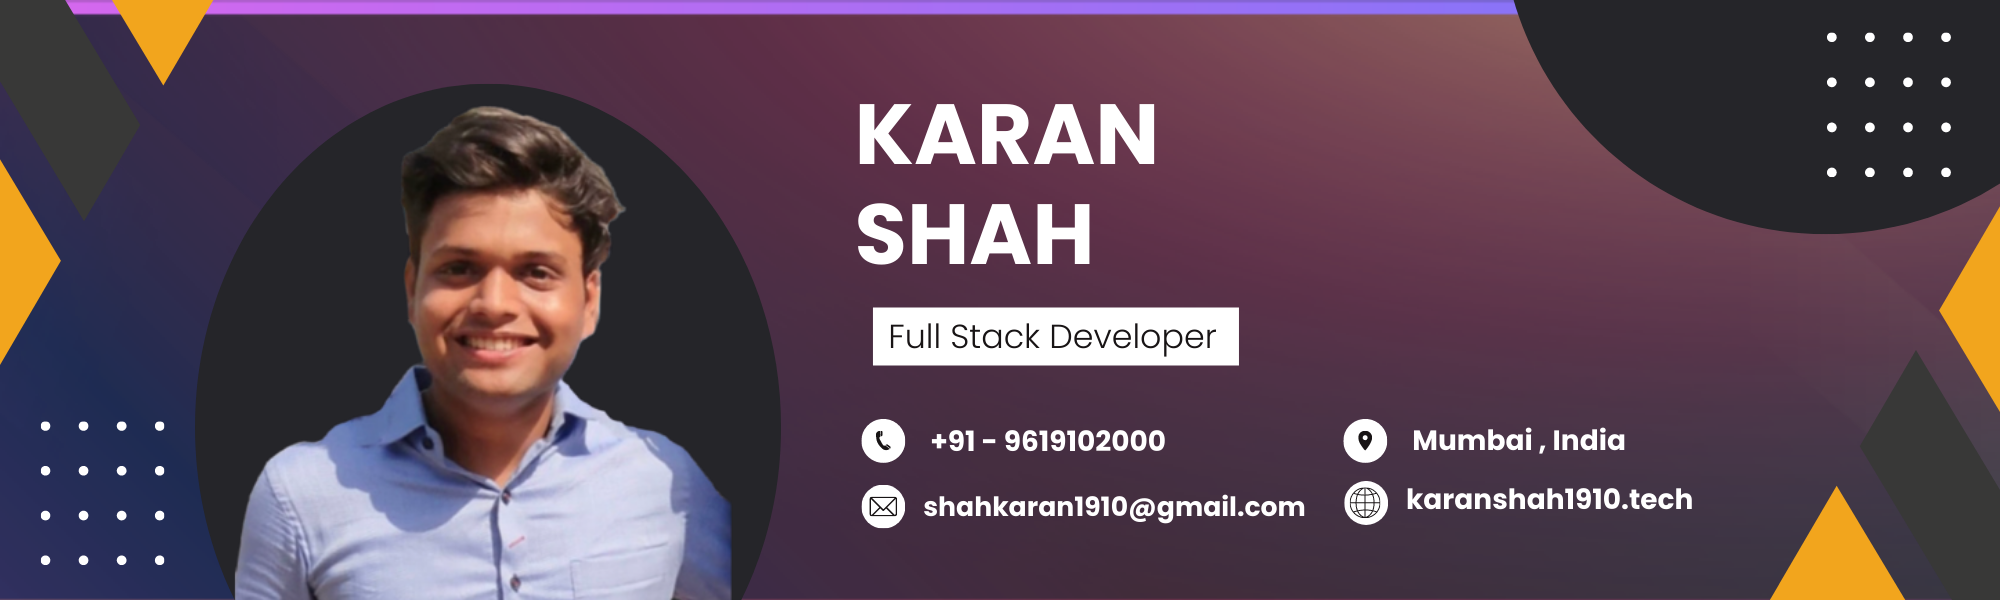 KARAN
SHAH
Full Stack Developer
+91 - 9619102000
Mumbai , India
shahkaran1910@gmail.com
karanshah1910.tech